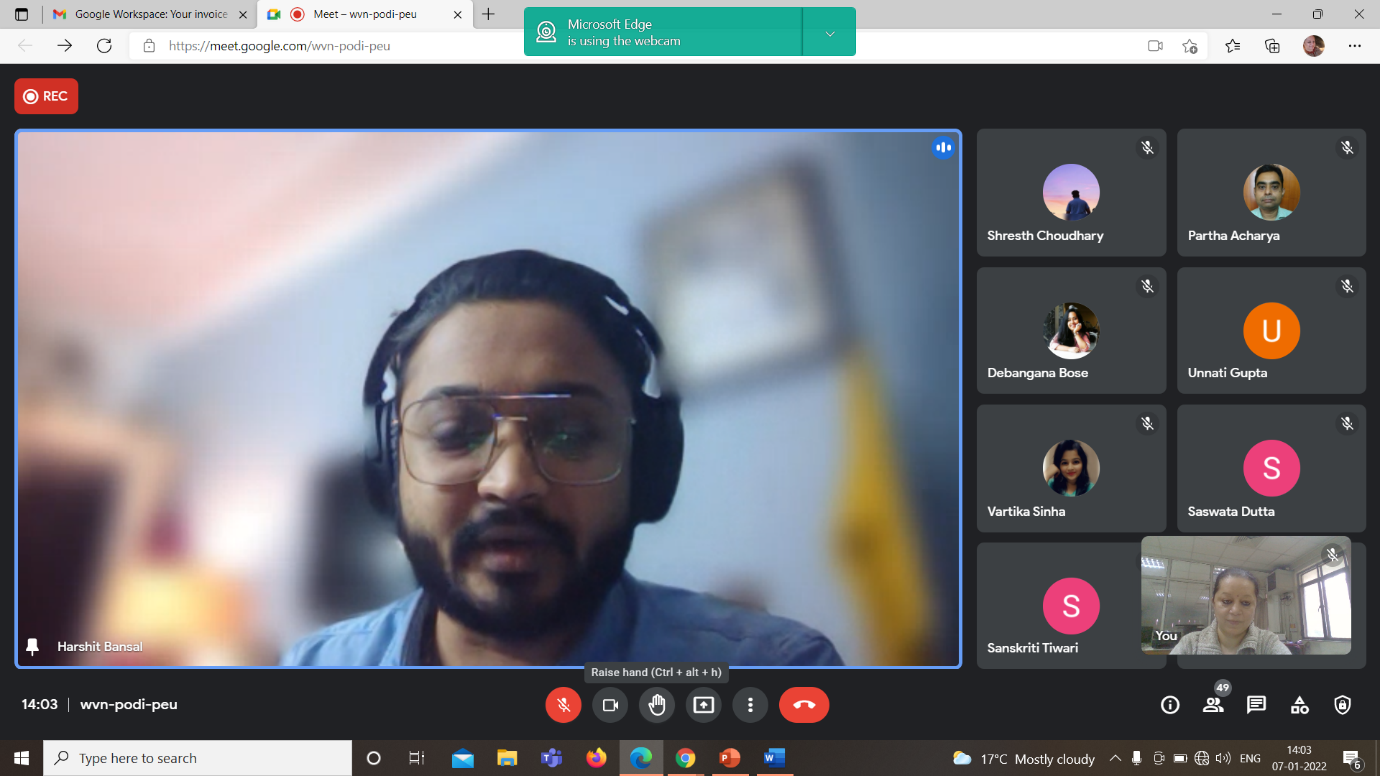 Google Workspace: Your invoice
Meet – wvn-podi-peu
Microsoft Edge
is using the webcam
https://meet.google.com/wvn-podi-peu
REC
Shresth Choudhary
Partha Acharya
Debangana Bose
U
Unnati Gupta
Vartika Sinha
S
Saswata Dutta
S
Sanskriti Tiwari
You
Harshit Bansal
Raise hand (Ctrl + alt + h)
14:03 | wvn-podi-peu
49
Type here to search
17°C Mostly cloudy
ENG
14:03
07-01-2022
6